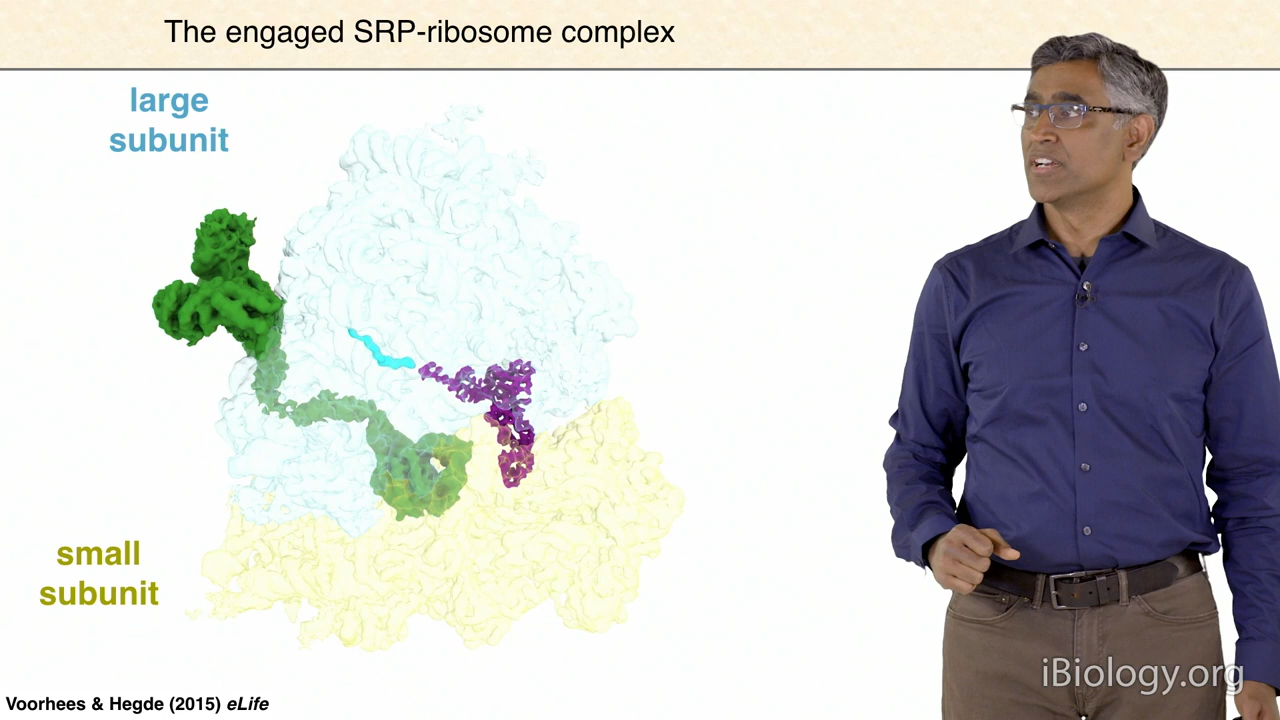 The engaged SRP-ribosome complex
large
subunit
small
subunit
Voorhees & Hegde (2015) eLife
iBiology.org